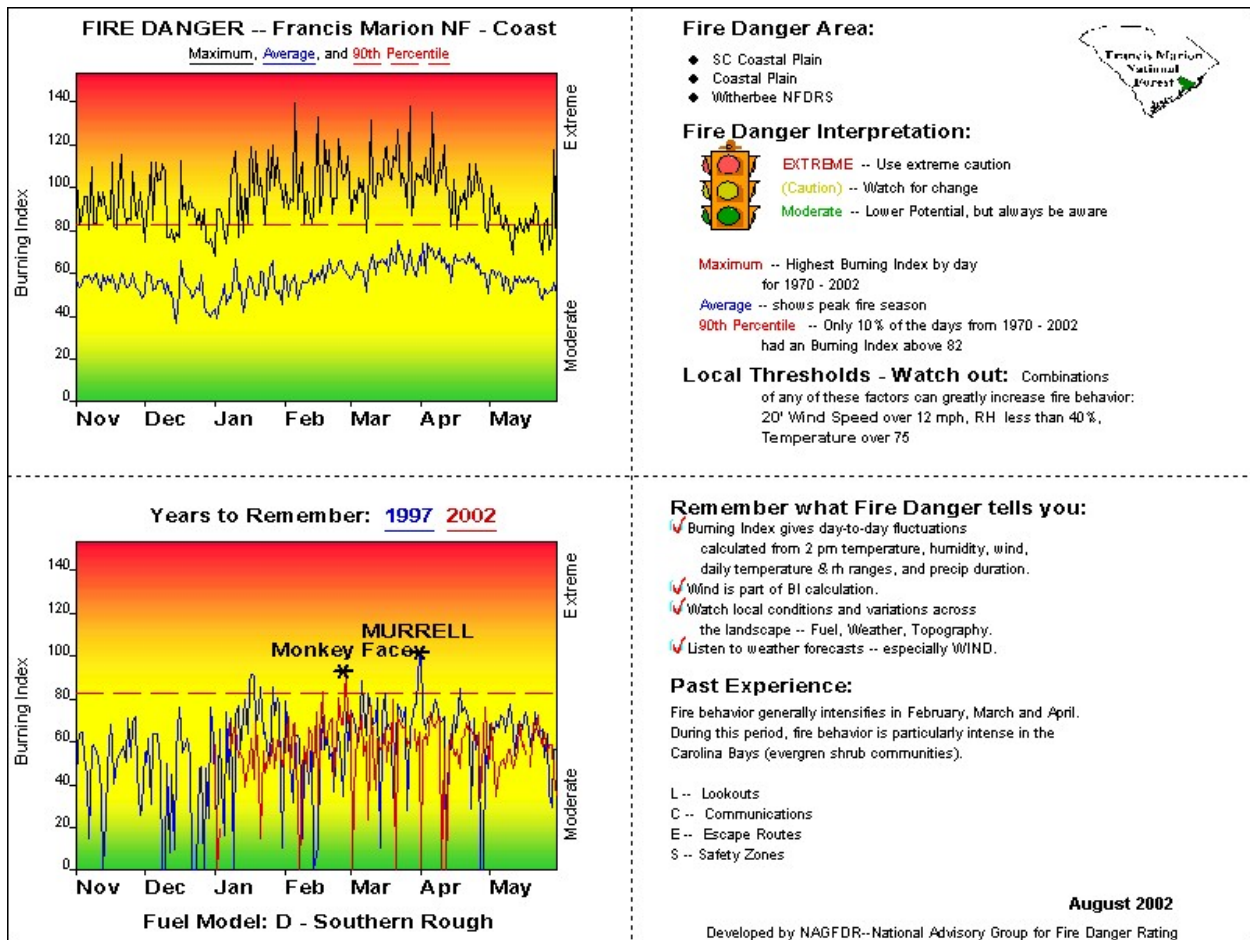 FIRE DANGER -- Francis Marion NF - Coast
Maximum, Average, and 90th Percentile
140
120
100
80
60
40
20
0
Burning Index
Extreme
Moderate
Nov Dec Jan Feb Mar Apr May
Fire Danger Area:
◆ SC Coastal Plain
◆ Coastal Plain
◆ Witherbee NFDRS
Francis Marion
National
Forest
Fire Danger Interpretation:
EXTREME -- Use extreme caution
(Caution) -- Watch for change
Moderate -- Lower Potential, but always be aware
Maximum -- Highest Burning Index by day
for 1970 - 2002
Average -- shows peak fire season
90th Percentile -- Only 10% of the days from 1970 - 2002
had an Burning Index above 82
Local Thresholds - Watch out: Combinations
of any of these factors can greatly increase fire behavior:
20' Wind Speed over 12 mph, RH less than 40%,
Temperature over 75
Years to Remember: 1997 2002
140
120
100
80
60
40
20
0
Burning Index
Extreme
Moderate
MURRELL
Monkey Face
Nov Dec Jan Feb Mar Apr May
Fuel Model: D - Southern Rough
Remember what Fire Danger tells you:
Burning Index gives day-to-day fluctuations
calculated from 2 pm temperature, humidity, wind,
daily temperature & rh ranges, and precip duration.
Wind is part of BI calculation.
Watch local conditions and variations across
the landscape -- Fuel, Weather, Topography.
Listen to weather forecasts -- especially WIND.
Past Experience:
Fire behavior generally intensifies in February, March and April.
During this period, fire behavior is particularly intense in the
Carolina Bays (evergren shrub communities).
L -- Lookouts
C -- Communications
E -- Escape Routes
S -- Safety Zones
August 2002
Developed by NAGFDR--National Advisory Group for Fire Danger Rating